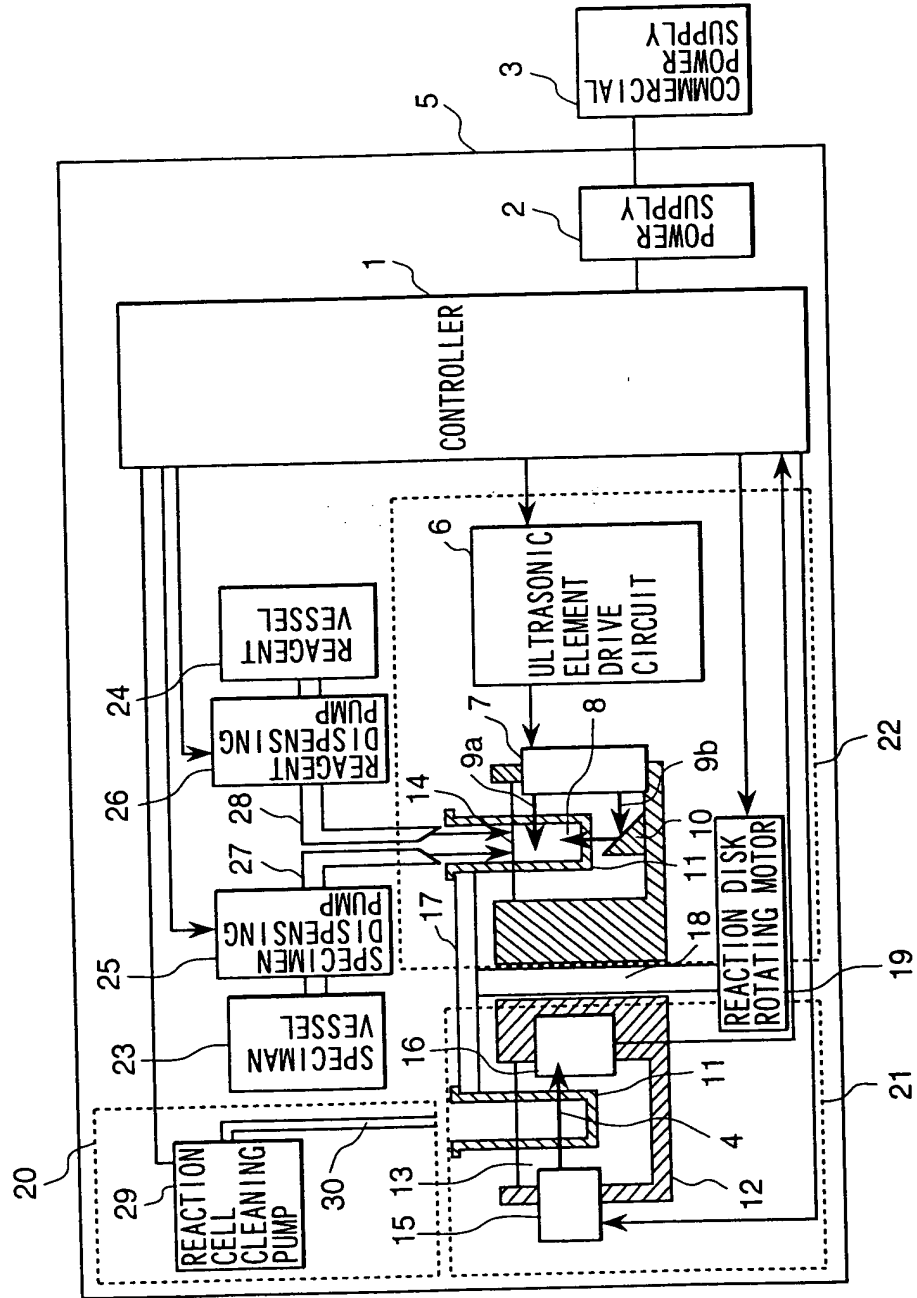 COMMERCIAL
POWER
SUPPLY
3
5
POWER
SUPPLY
2
1
CONTROLLER
6
ULTRASONIC
ELEMENT
DRIVE
CIRCUIT
22
REAGENT
VESSEL
24
REAGENT
DISPENSING
PUMP
26
28
14
9a
7
8
9b
10
11
27
17
SPECIMEN
DISPENSING
PUMP
25
SPECIMAN
VESSEL
23
18
REACTION DISK
ROTATING MOTOR
19
16
11
21
4
20
29
REACTION
CELL
CLEANING
PUMP
30
13
15
12